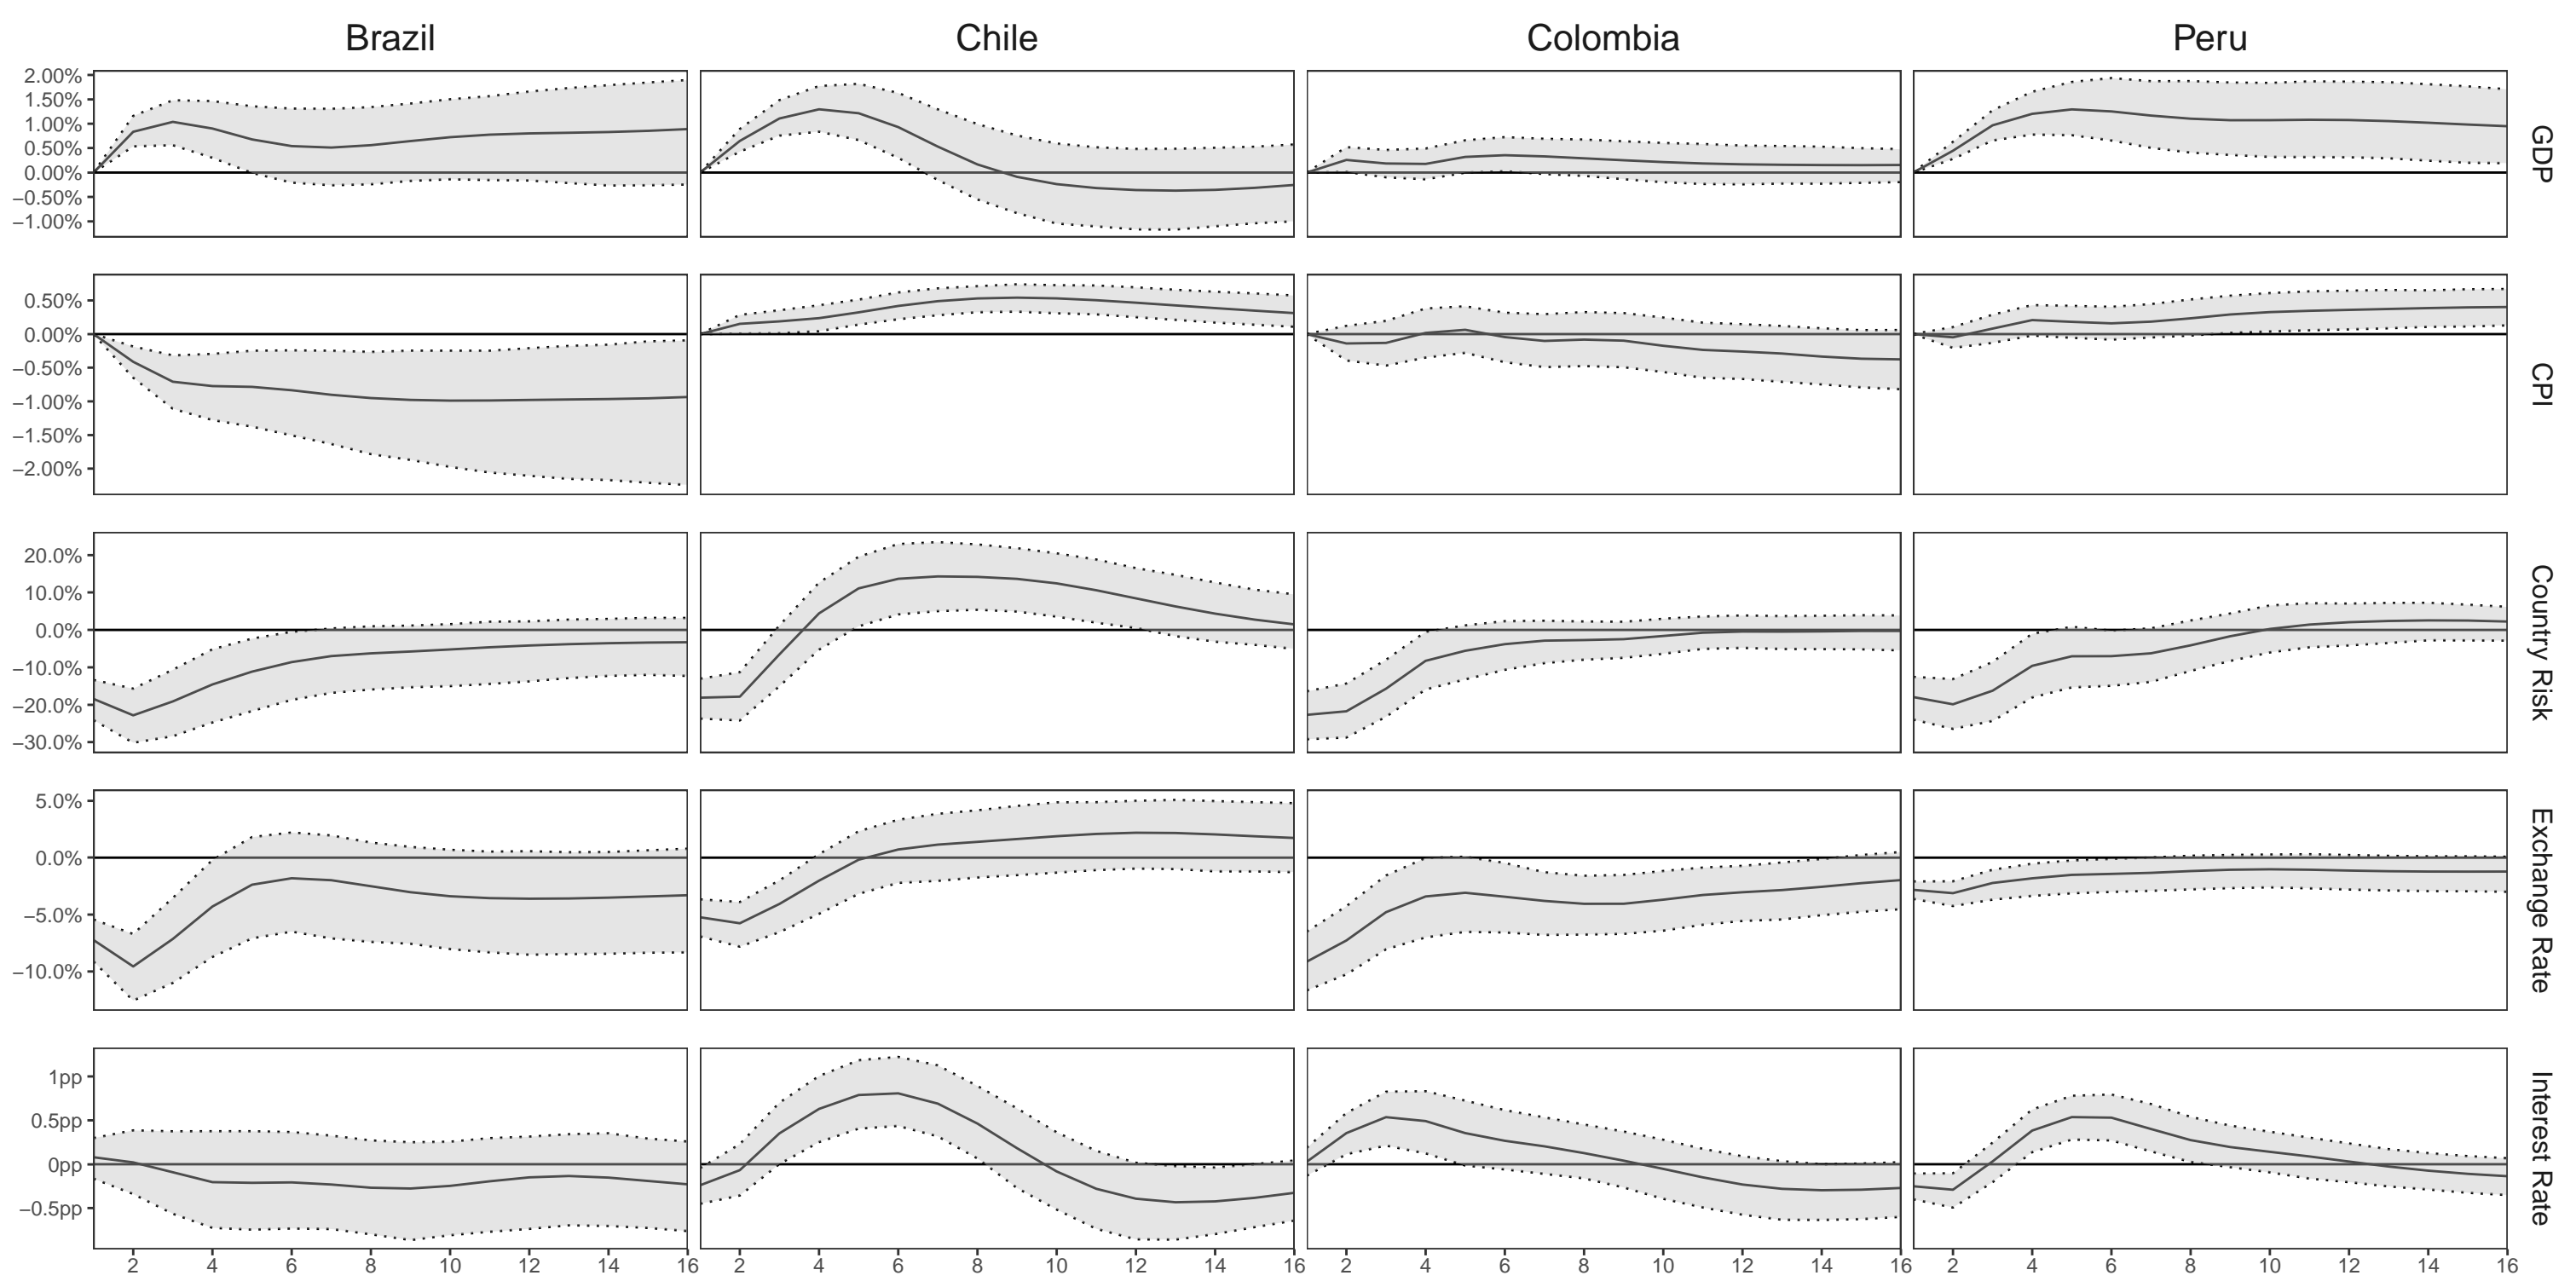 Brazil Chile Colombia Peru
2.00%
1.50%
1.00%
0.50%
0.00%
−0.50%
−1.00%
GDP
0.50%
0.00%
−0.50%
−1.00%
−1.50%
−2.00%
CPI
20.0%
10.0%
0.0%
−10.0%
−20.0%
−30.0%
Country Risk
5.0%
0.0%
−5.0%
−10.0%
Exchange Rate
1pp
0.5pp
0pp
−0.5pp
Interest Rate
2 4 6 8 10 12 14 16 2 4 6 8 10 12 14 16 2 4 6 8 10 12 14 16 2 4 6 8 10 12 14 16